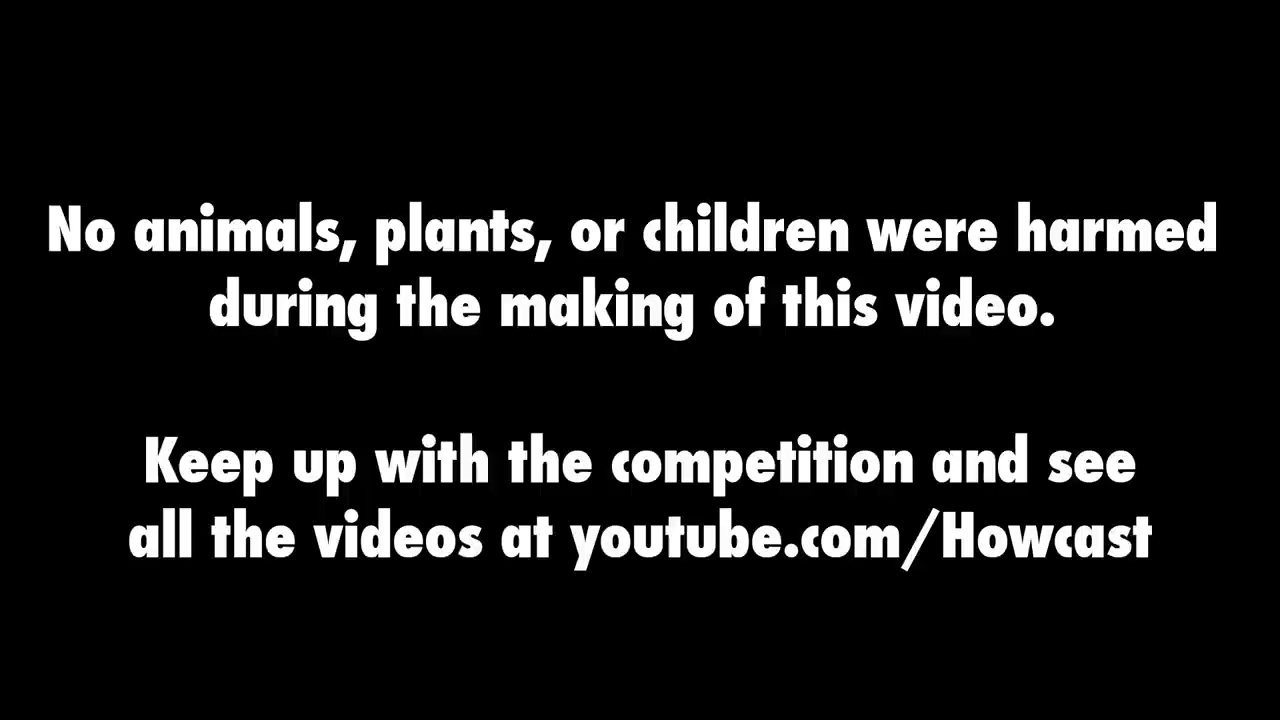 No animals, plants, or children were harmed
during the making of this video.
Keep up with the competition and see
all the videos at youtube.com/Howcast